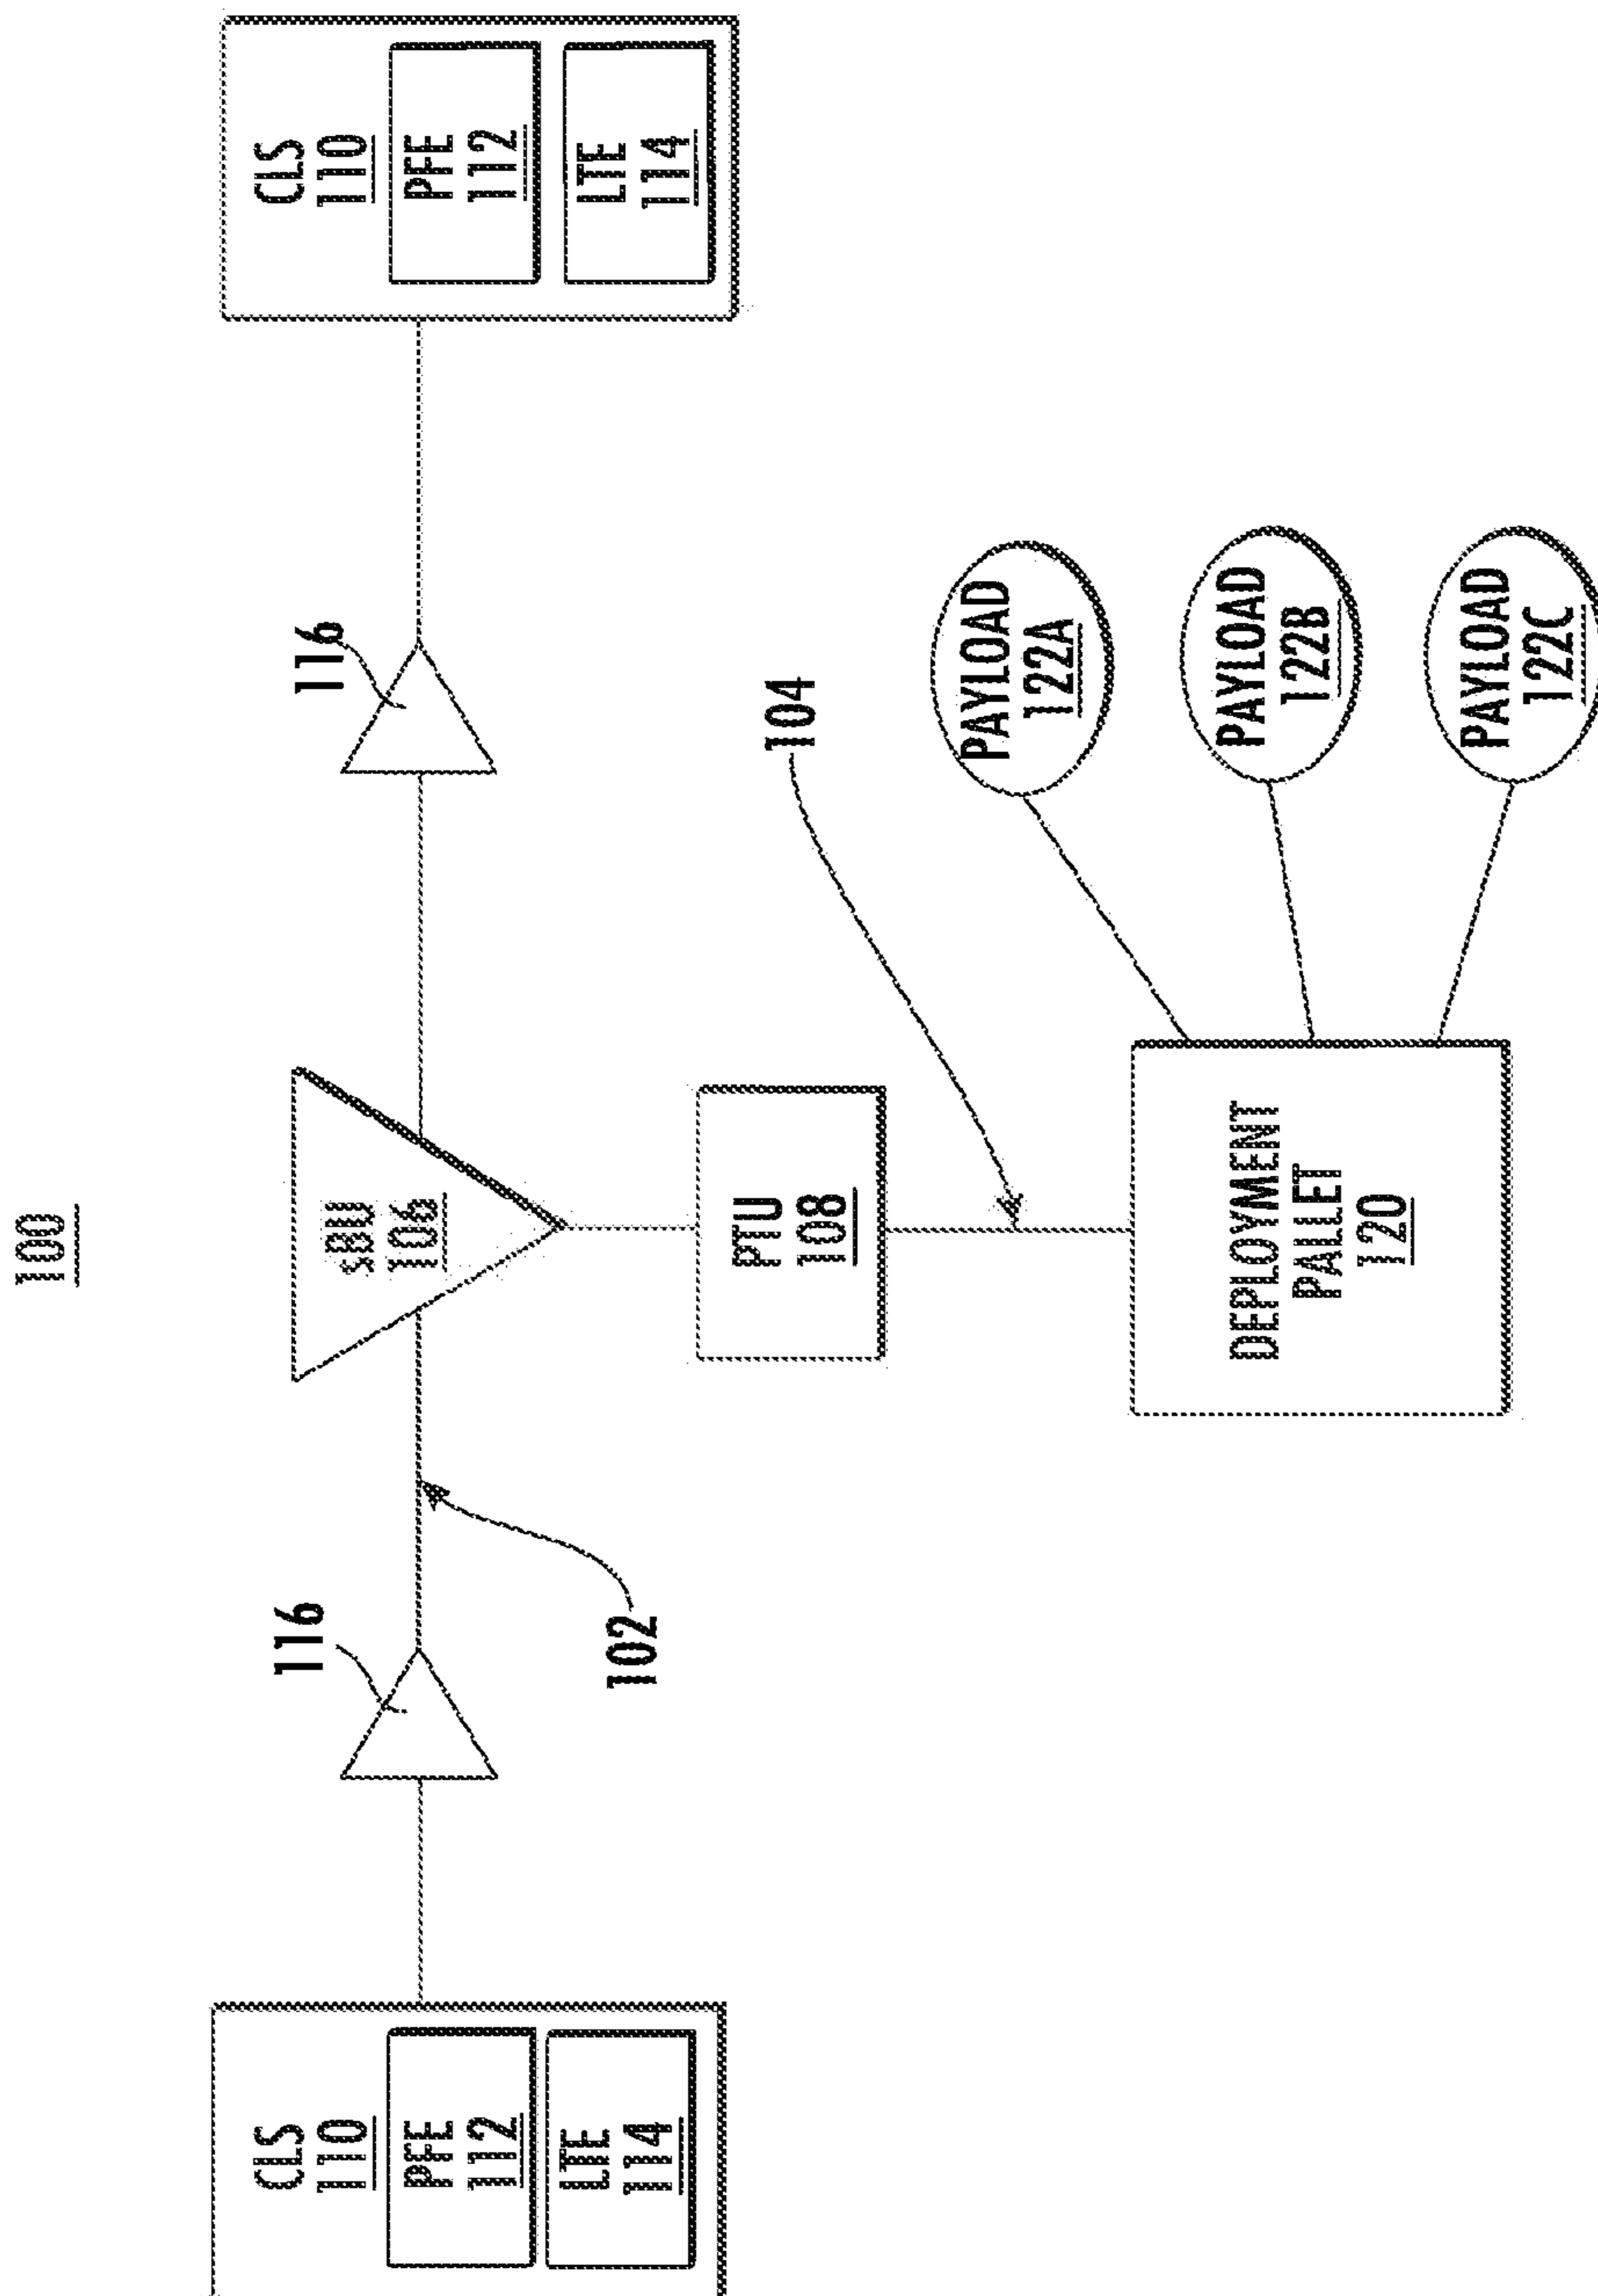 100
CLS
110
PFE
112
LTE
114
116
102
SBU
106
116
CLS
110
PFE
112
LTE
114
PTU
108
104
DEPLOYMENT
PALLET
120
PAYLOAD
122A
PAYLOAD
122B
PAYLOAD
122C